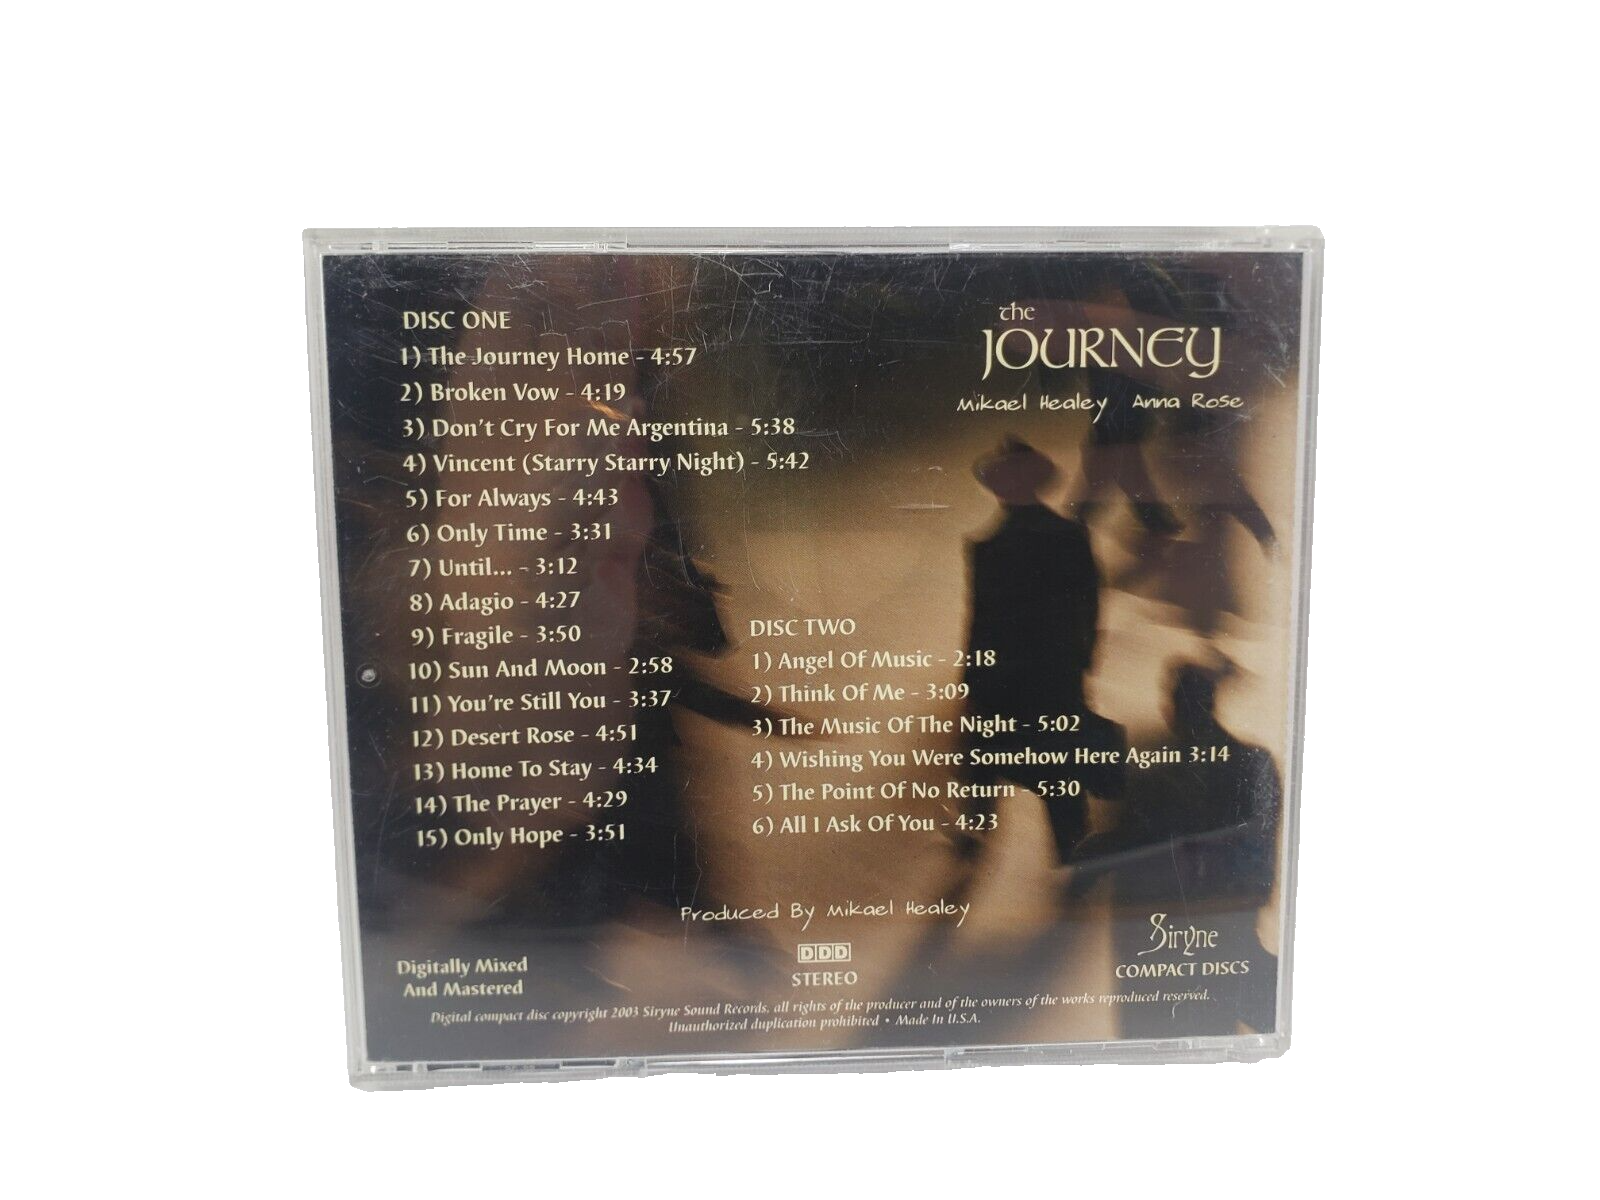 DISC ONE
1) The Journey Home - 4:57
2) Broken Vow - 4:19
3) Don't Cry For Me Argentina - 5:38
4) Vincent (Starry Starry Night) - 5:42
5) For Always - 4:43
6) Only Time - 3:31
7) Until... - 3:12
8) Adagio - 4:27
9) Fragile - 3:50
10) Sun And Moon - 2:58
11) You're Still You - 3:37
12) Desert Rose - 4:51
13) Home To Stay - 4:34
14) The Prayer - 4:29
15) Only Hope - 3:51
the
JOURNEY
Mikael Healey Anna Rose
DISC TWO
1) Angel Of Music - 2:18
2) Think Of Me - 3:09
3) The Music Of The Night - 5:02
4) Wishing You Were Somehow Here Again 3:14
5) The Point Of No Return - 5:30
6) All I Ask Of You - 4:23
Produced By Mikael Healey
DDD
STEREO
Digitally Mixed
And Mastered
Siryne
COMPACT DISCS
Digital compact disc copyright 2003 Siryne Sound Records, all rights of the producer and of the owners of the works reproduced reserved.
Unauthorized duplication prohibited • Made In U.S.A.